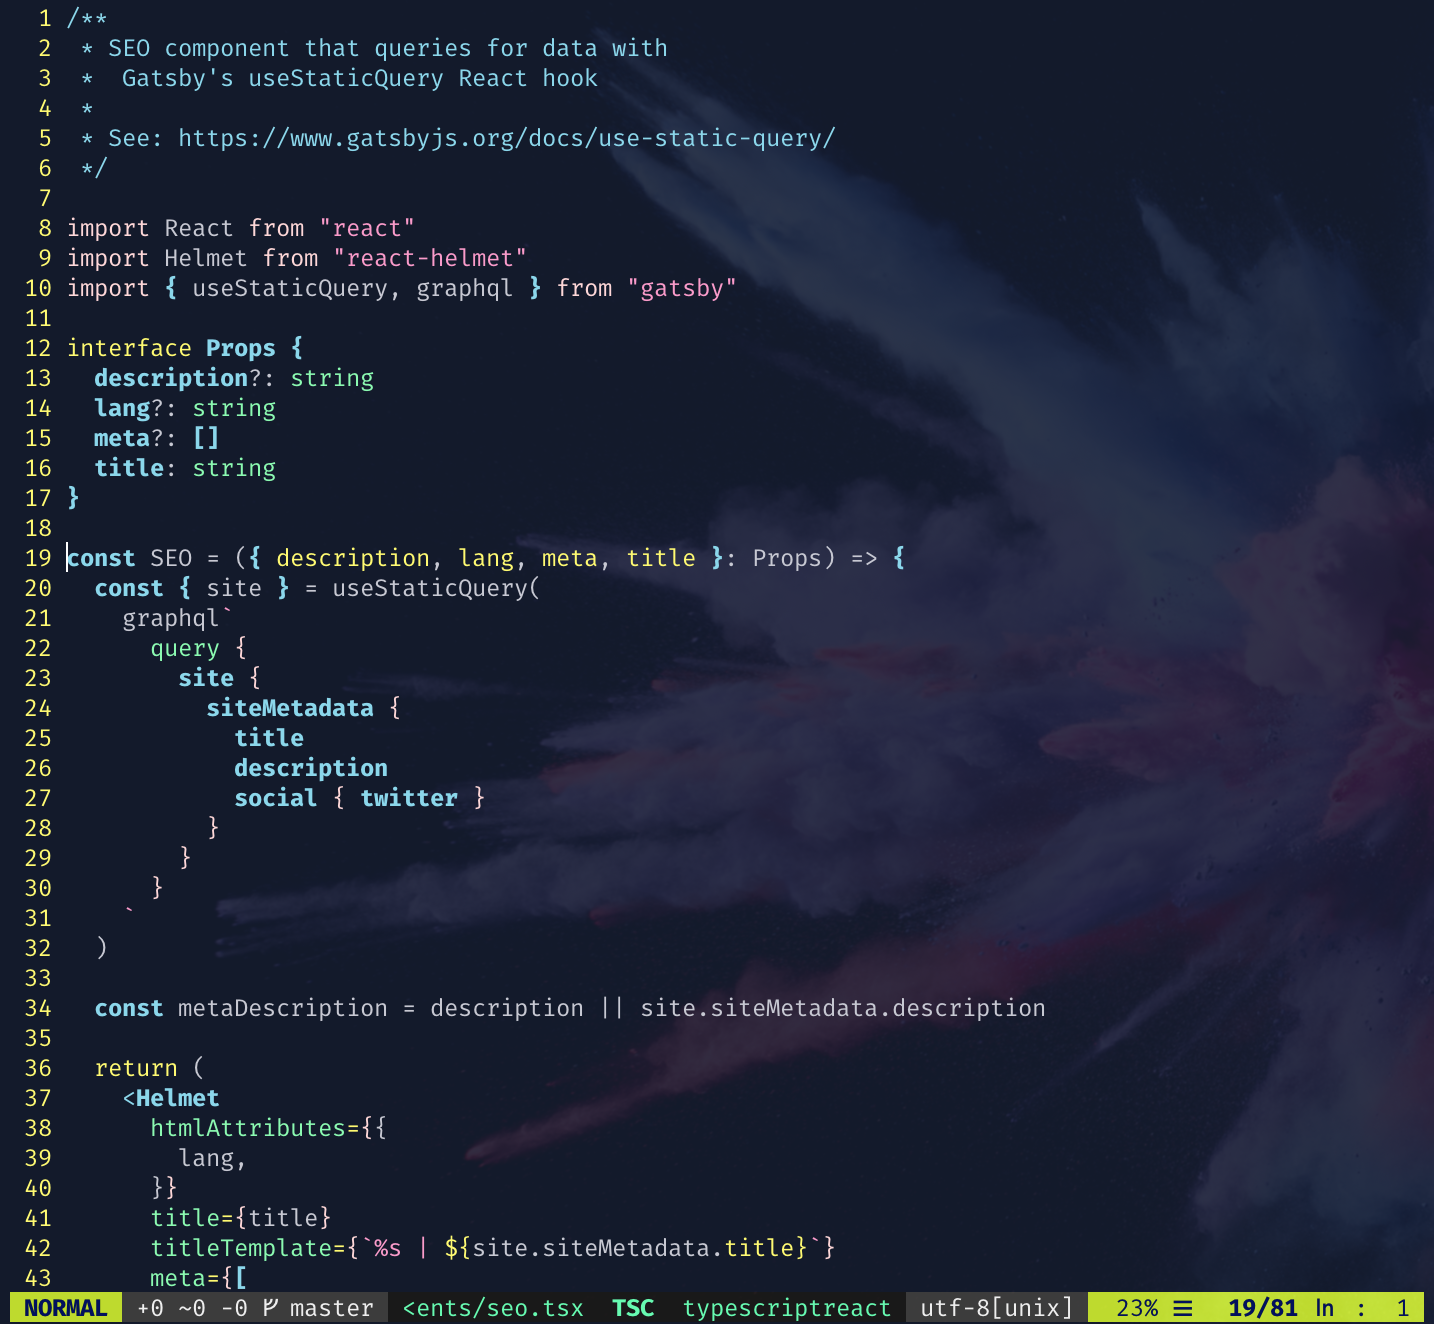 1 /**
2  * SEO component that queries for data with
3  *  Gatsby's useStaticQuery React hook
4  *
5  * See: https://www.gatsbyjs.org/docs/use-static-query/
6  */
7
8 import React from "react"
9 import Helmet from "react-helmet"
10 import { useStaticQuery, graphql } from "gatsby"
11
12 interface Props {
13   description?: string
14   lang?: string
15   meta?: []
16   title: string
17 }
18
19 const SEO = ({ description, lang, meta, title }: Props) => {
20   const { site } = useStaticQuery(
21     graphql`
22       query {
23         site {
24           siteMetadata {
25             title
26             description
27             social { twitter }
28           }
29         }
30       }
31     `
32   )
33
34   const metaDescription = description || site.siteMetadata.description
35
36   return (
37     <Helmet
38       htmlAttributes={{
39         lang,
40       }}
41       title={title}
42       titleTemplate={`%s | ${site.siteMetadata.title}`}
43       meta={[
NORMAL +0 ~0 -0 master <ents/seo.tsx TSC typescriptreact utf-8[unix] 23% ☰ 19/81 ln : 1